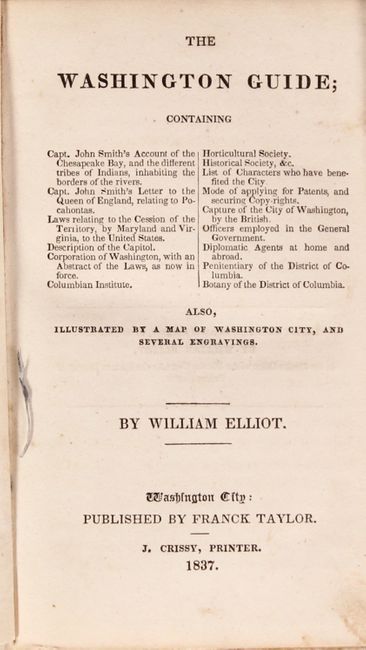 THE
WASHINGTON GUIDE;
CONTAINING
Capt. John Smith's Account of the
Chesapeake Bay, and the different
tribes of Indians, inhabiting the
borders of the rivers.
Capt. John Smith's Letter to the
Queen of England, relating to Po-
cahontas.
Laws relating to the Cession of the
Territory, by Maryland and Vir-
ginia, to the United States.
Description of the Capitol.
Corporation of Washington, with an
Abstract of the Laws, as now in
force.
Columbian Institute.
Horticultural Society.
Historical Society, &c.
List of Characters who have bene-
fited the City
Mode of applying for Patents, and
securing Copy-rights.
Capture of the City of Washington,
by the British.
Officers employed in the General
Government.
Diplomatic Agents at home and
abroad.
Penitentiary of the District of Co-
lumbia.
Botany of the District of Columbia.
ALSO,
ILLUSTRATED BY A MAP OF WASHINGTON CITY, AND
SEVERAL ENGRAVINGS.
BY WILLIAM ELLIOT.
Washington City:
PUBLISHED BY FRANCK TAYLOR.
J. CRISSY, PRINTER.
1837.